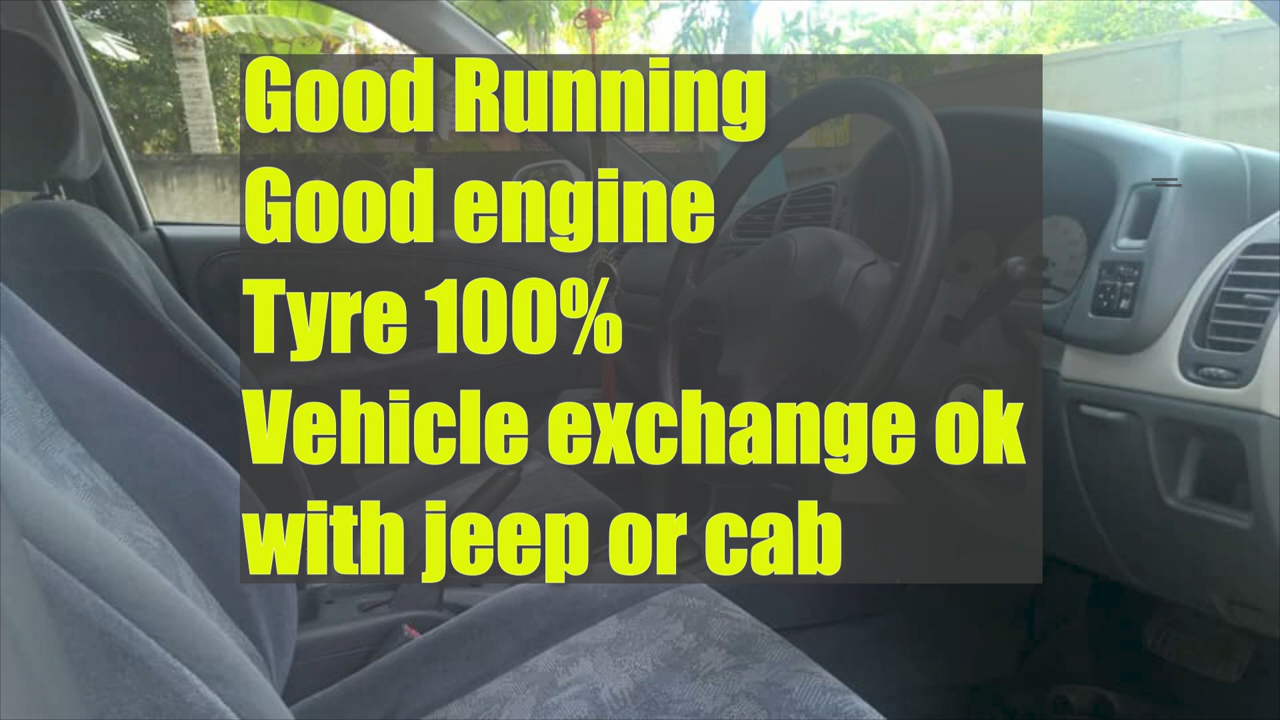 Good Running
Good engine
Tyre 100%
Vehicle exchange ok
with jeep or cab